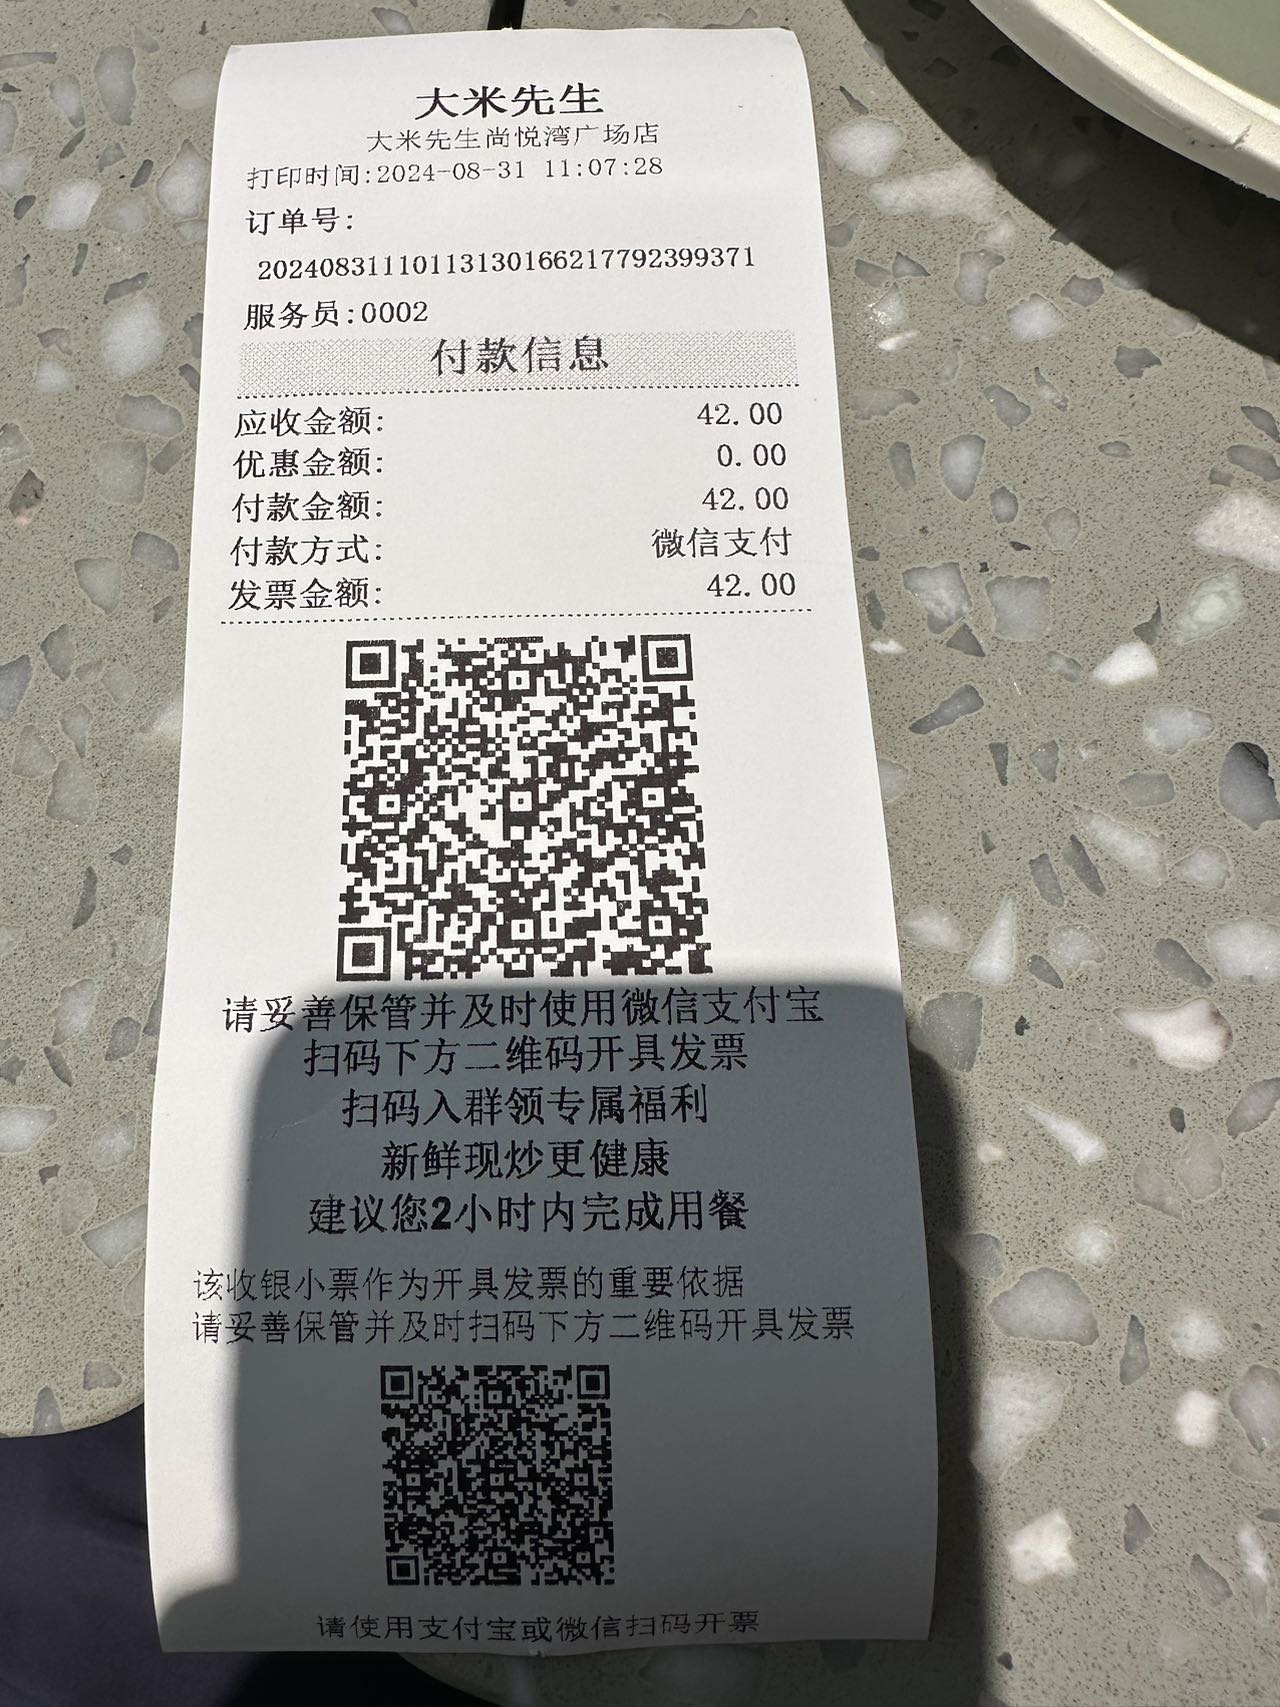 大米先生
大米先生尚悦湾广场店
打印时间:2024-08-31 11:07:28
订单号:
20240831110113130166217792399371
服务员:0002
付款信息
应收金额: 42.00
优惠金额: 0.00
付款金额: 42.00
付款方式: 微信支付
发票金额: 42.00
请妥善保管并及时使用微信支付宝
扫码下方二维码开具发票
扫码入群领专属福利
新鲜现炒更健康
建议您2小时内完成用餐
该收银小票作为开具发票的重要依据
请妥善保管并及时扫码下方二维码开具发票
请使用支付宝或微信扫码开票